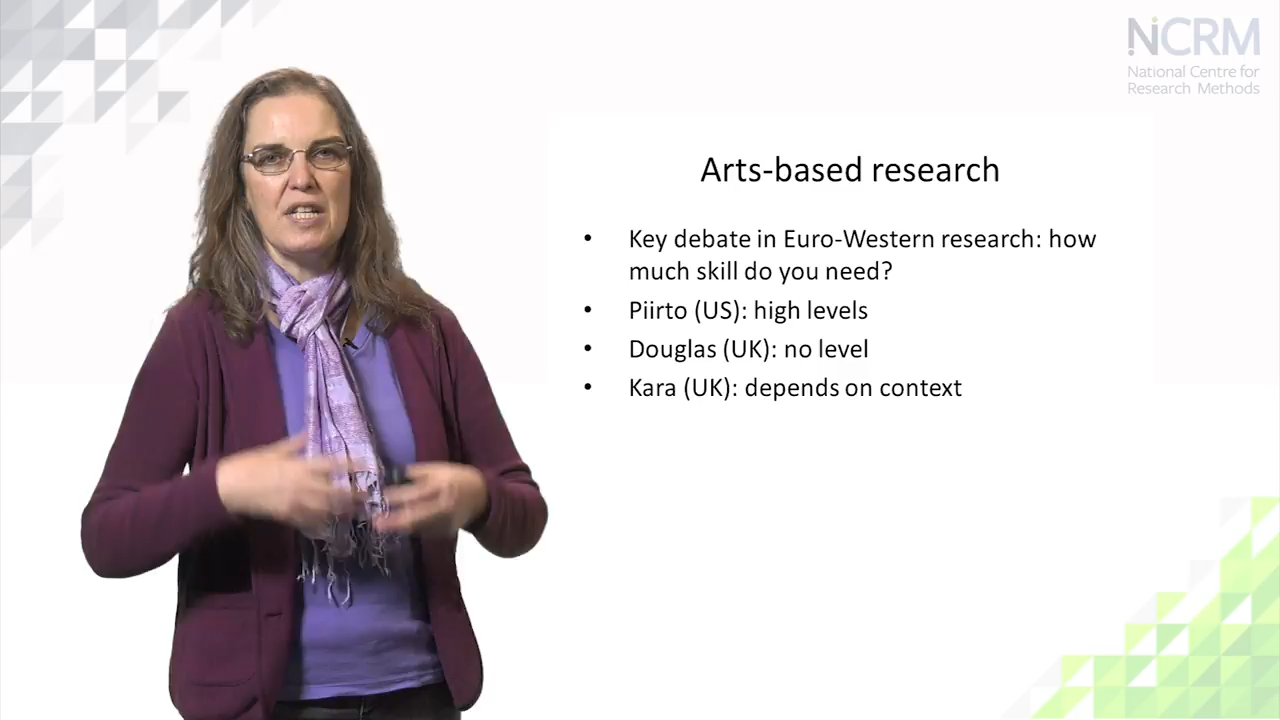 NCRM
National Centre for
Research Methods
Arts-based research
• Key debate in Euro-Western research: how
much skill do you need?
• Piirto (US): high levels
• Douglas (UK): no level
• Kara (UK): depends on context